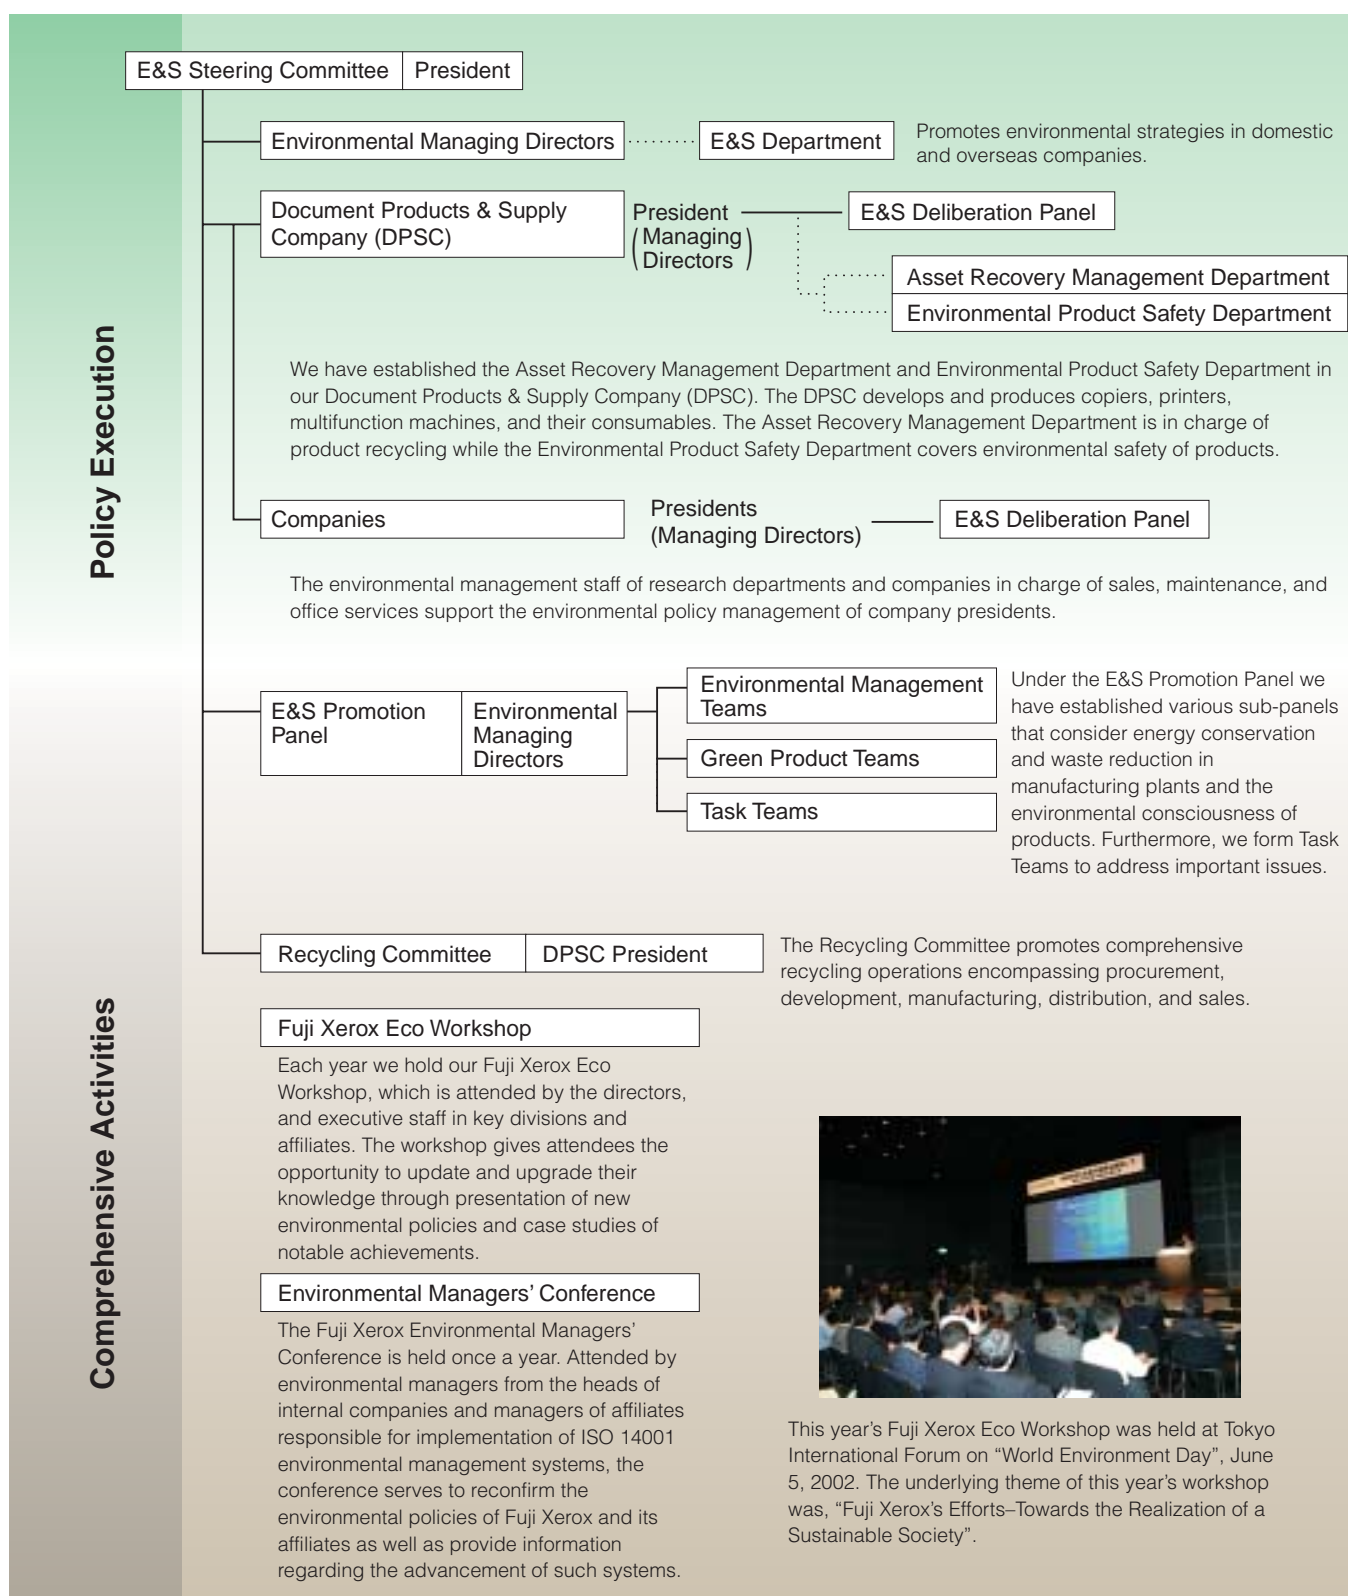 Policy Execution
E&S Steering Committee President
Environmental Managing Directors
E&S Department
Promotes environmental strategies in domestic
and overseas companies.
Document Products & Supply
Company (DPSC)
President
(Managing
Directors)
E&S Deliberation Panel
Asset Recovery Management Department
Environmental Product Safety Department
We have established the Asset Recovery Management Department and Environmental Product Safety Department in
our Document Products & Supply Company (DPSC). The DPSC develops and produces copiers, printers,
multifunction machines, and their consumables. The Asset Recovery Management Department is in charge of
product recycling while the Environmental Product Safety Department covers environmental safety of products.
Companies
Presidents
(Managing Directors)
E&S Deliberation Panel
The environmental management staff of research departments and companies in charge of sales, maintenance, and
office services support the environmental policy management of company presidents.
Comprehensive Activities
E&S Promotion
Panel
Environmental
Managing
Directors
Environmental Management
Teams
Green Product Teams
Task Teams
Under the E&S Promotion Panel we
have established various sub-panels
that consider energy conservation
and waste reduction in
manufacturing plants and the
environmental consciousness of
products. Furthermore, we form Task
Teams to address important issues.
Recycling Committee DPSC President
The Recycling Committee promotes comprehensive
recycling operations encompassing procurement,
development, manufacturing, distribution, and sales.
Fuji Xerox Eco Workshop
Each year we hold our Fuji Xerox Eco
Workshop, which is attended by the directors,
and executive staff in key divisions and
affiliates. The workshop gives attendees the
opportunity to update and upgrade their
knowledge through presentation of new
environmental policies and case studies of
notable achievements.
Environmental Managers' Conference
The Fuji Xerox Environmental Managers'
Conference is held once a year. Attended by
environmental managers from the heads of
internal companies and managers of affiliates
responsible for implementation of ISO 14001
environmental management systems, the
conference serves to reconfirm the
environmental policies of Fuji Xerox and its
affiliates as well as provide information
regarding the advancement of such systems.
This year's Fuji Xerox Eco Workshop was held at Tokyo
International Forum on “World Environment Day”, June
5, 2002. The underlying theme of this year's workshop
was, “Fuji Xerox's Efforts–Towards the Realization of a
Sustainable Society”.